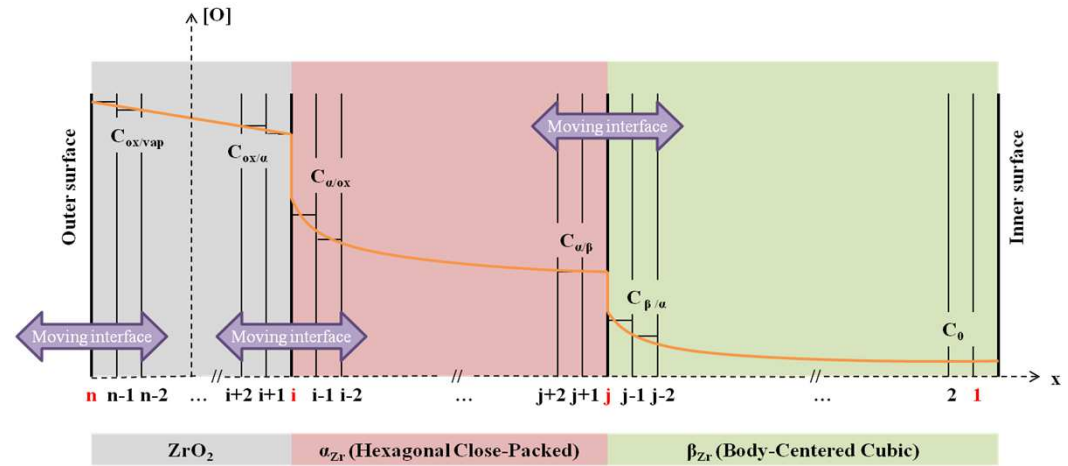 [O]
Outer surface
C_ox/vap
C_ox/α
C_α/ox
Moving interface
C_α/β
C_β/α
C_0
Inner surface
Moving interface
Moving interface
x
n n-1 n-2 ... // i+2 i+1 i i-1 i-2 // ... j+2 j+1 j j-1 j-2 // ... 2 1
ZrO₂
α_Zr (Hexagonal Close-Packed)
β_Zr (Body-Centered Cubic)